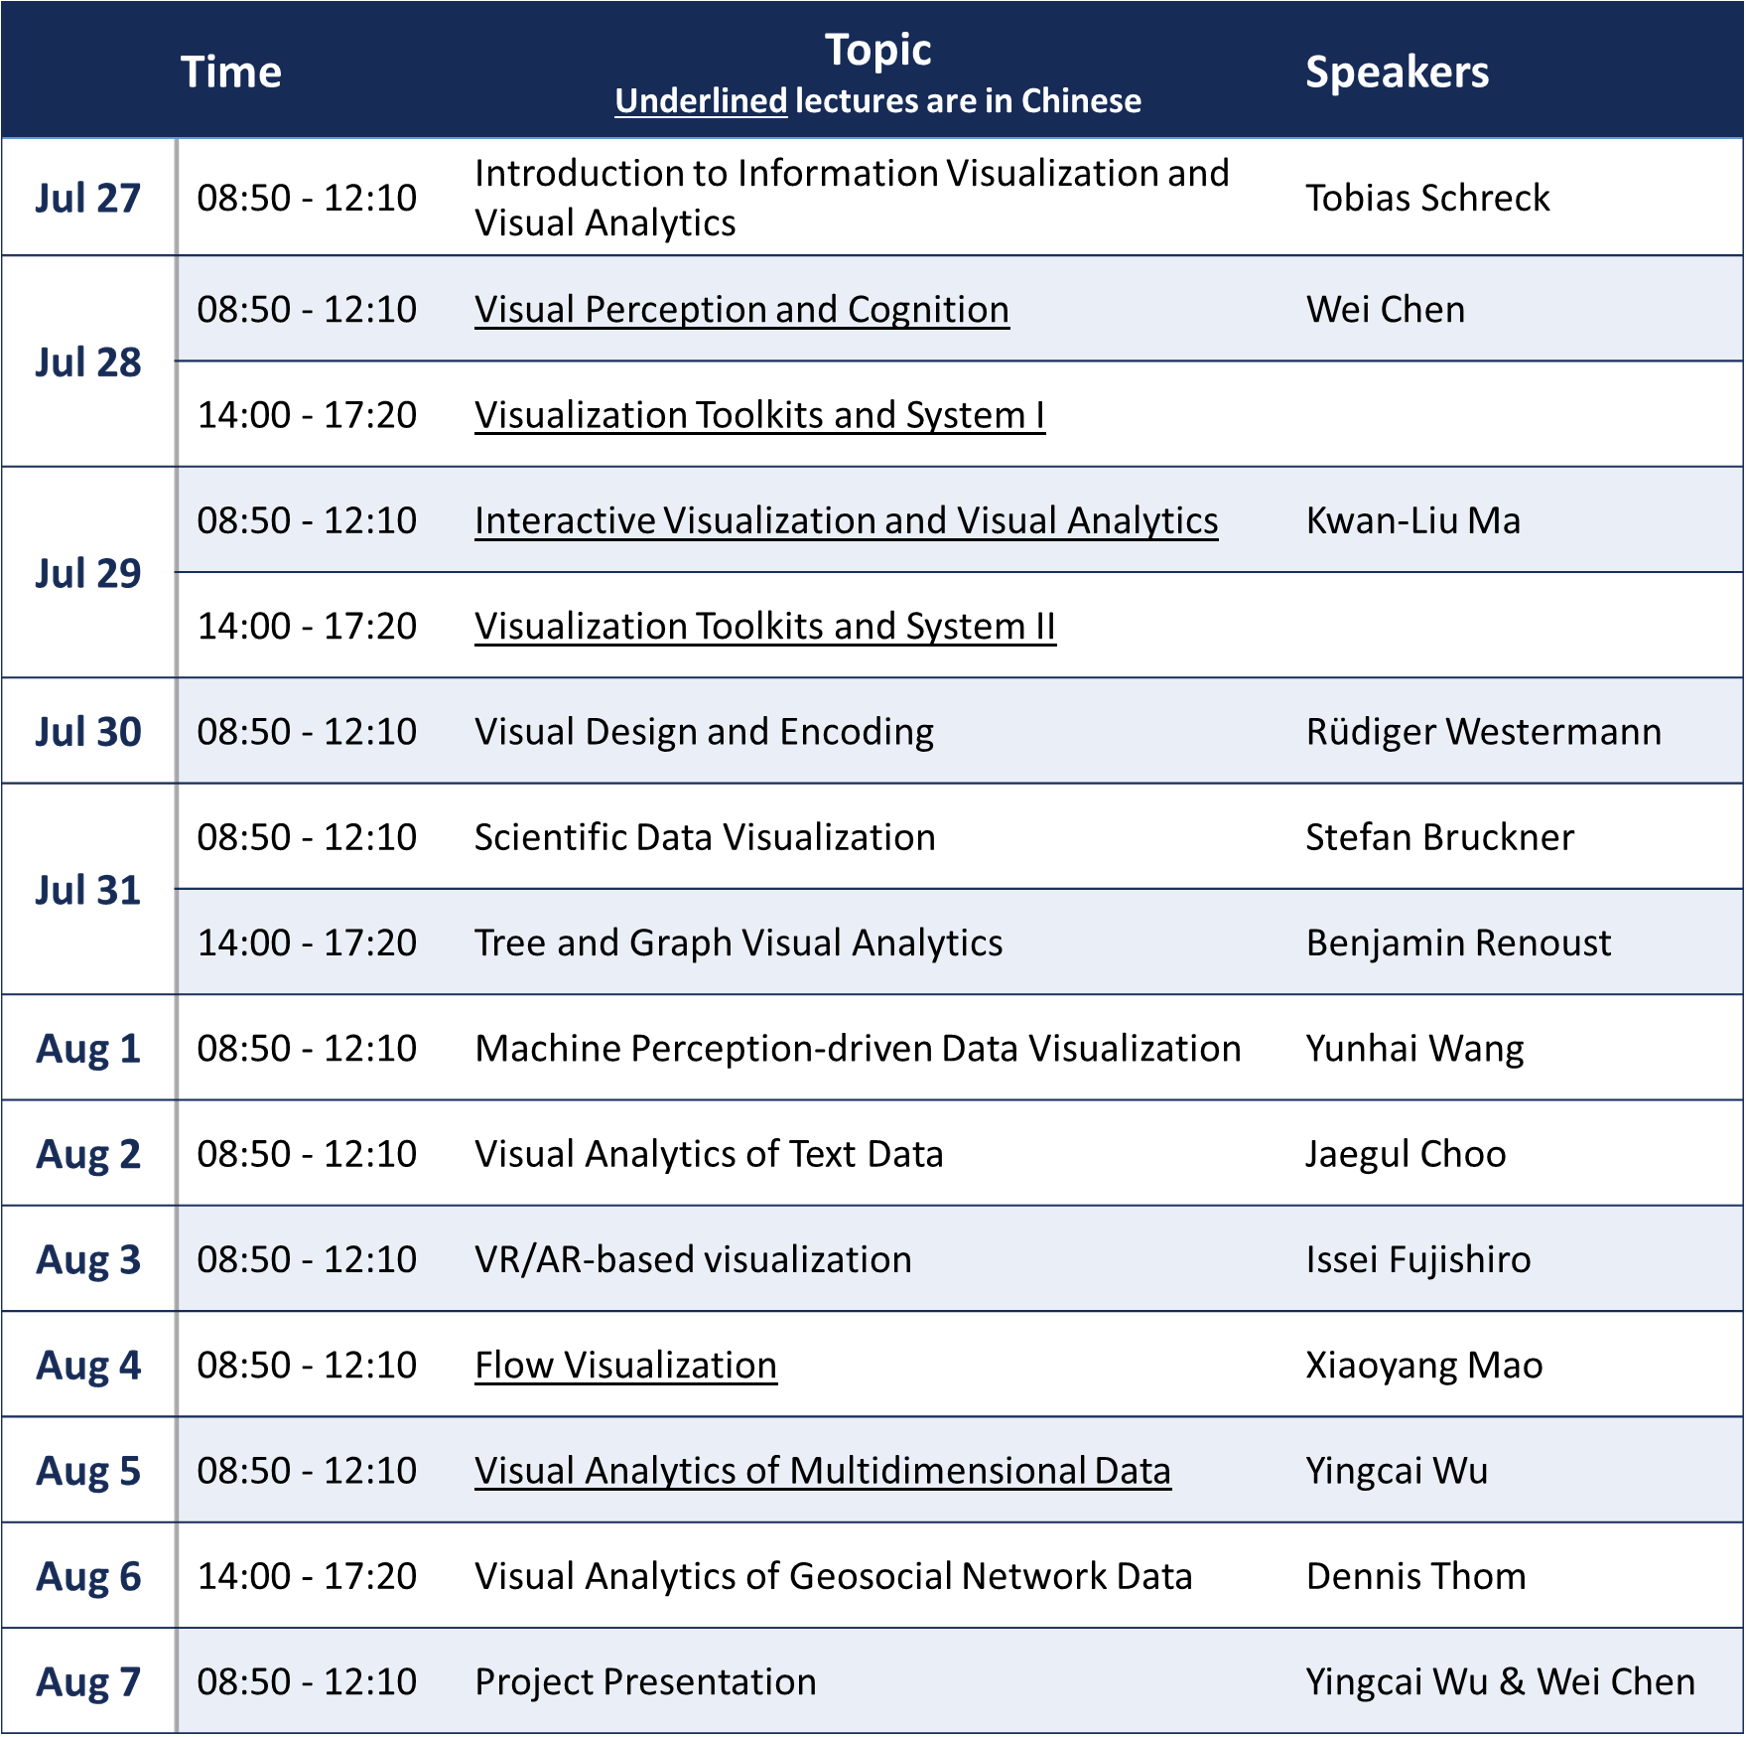 Time Topic Speakers
Underlined lectures are in Chinese
Jul 27 08:50 - 12:10 Introduction to Information Visualization and Visual Analytics Tobias Schreck
Jul 28 08:50 - 12:10 Visual Perception and Cognition Wei Chen
14:00 - 17:20 Visualization Toolkits and System I
Jul 29 08:50 - 12:10 Interactive Visualization and Visual Analytics Kwan-Liu Ma
14:00 - 17:20 Visualization Toolkits and System II
Jul 30 08:50 - 12:10 Visual Design and Encoding Rüdiger Westermann
Jul 31 08:50 - 12:10 Scientific Data Visualization Stefan Bruckner
14:00 - 17:20 Tree and Graph Visual Analytics Benjamin Renoust
Aug 1 08:50 - 12:10 Machine Perception-driven Data Visualization Yunhai Wang
Aug 2 08:50 - 12:10 Visual Analytics of Text Data Jaegul Choo
Aug 3 08:50 - 12:10 VR/AR-based visualization Issei Fujishiro
Aug 4 08:50 - 12:10 Flow Visualization Xiaoyang Mao
Aug 5 08:50 - 12:10 Visual Analytics of Multidimensional Data Yingcai Wu
Aug 6 14:00 - 17:20 Visual Analytics of Geosocial Network Data Dennis Thom
Aug 7 08:50 - 12:10 Project Presentation Yingcai Wu & Wei Chen